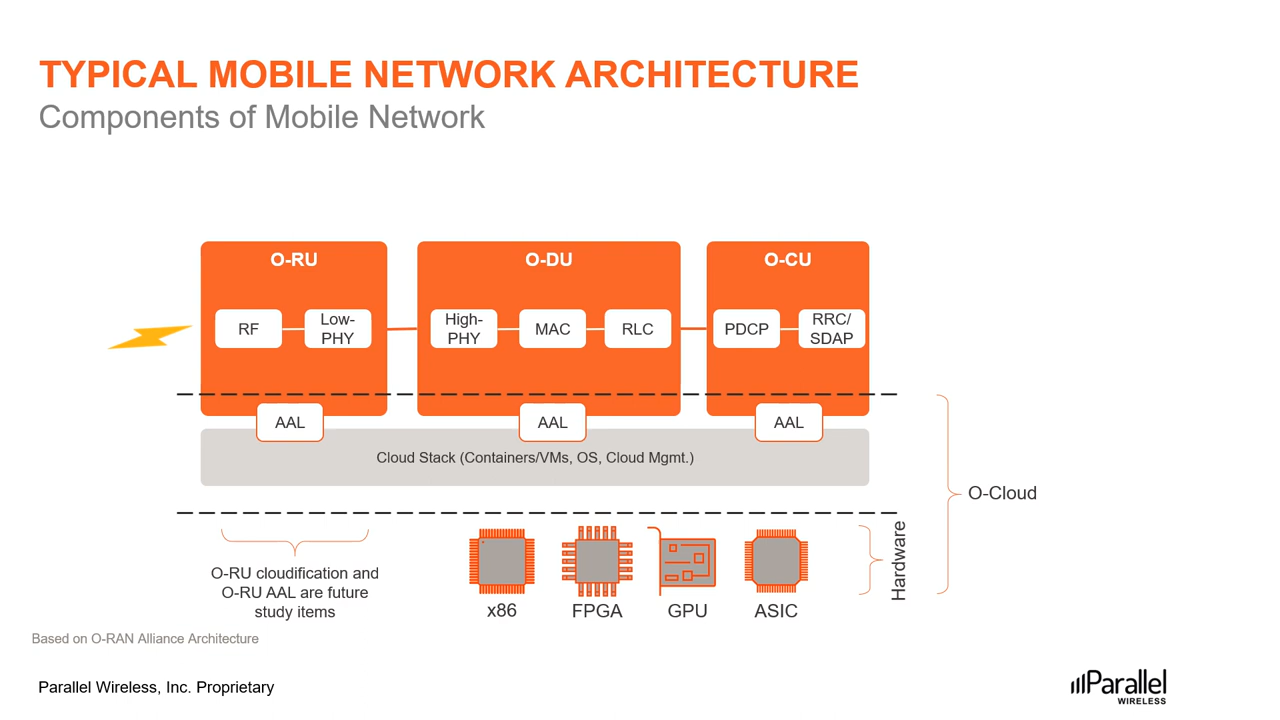 TYPICAL MOBILE NETWORK ARCHITECTURE
Components of Mobile Network
O-RU
O-DU
O-CU
RF
Low-
PHY
High-
PHY
MAC
RLC
PDCP
RRC/
SDAP
AAL
AAL
AAL
Cloud Stack (Containers/VMs, OS, Cloud Mgmt.)
O-Cloud
O-RU cloudification and
O-RU AAL are future
study items
x86
FPGA
GPU
ASIC
Hardware
Based on O-RAN Alliance Architecture
Parallel Wireless, Inc. Proprietary
Parallel
WIRELESS